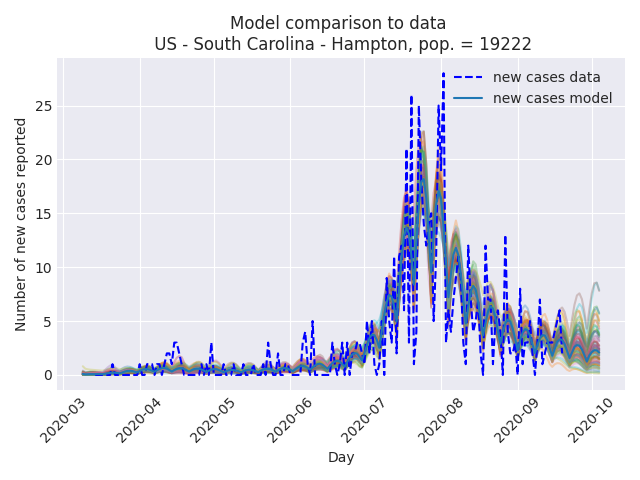 Model comparison to data
US - South Carolina - Hampton, pop. = 19222
new cases data
new cases model
Number of new cases reported
25
20
15
10
5
0
2020-03
2020-04
2020-05
2020-06
2020-07
2020-08
2020-09
2020-10
Day